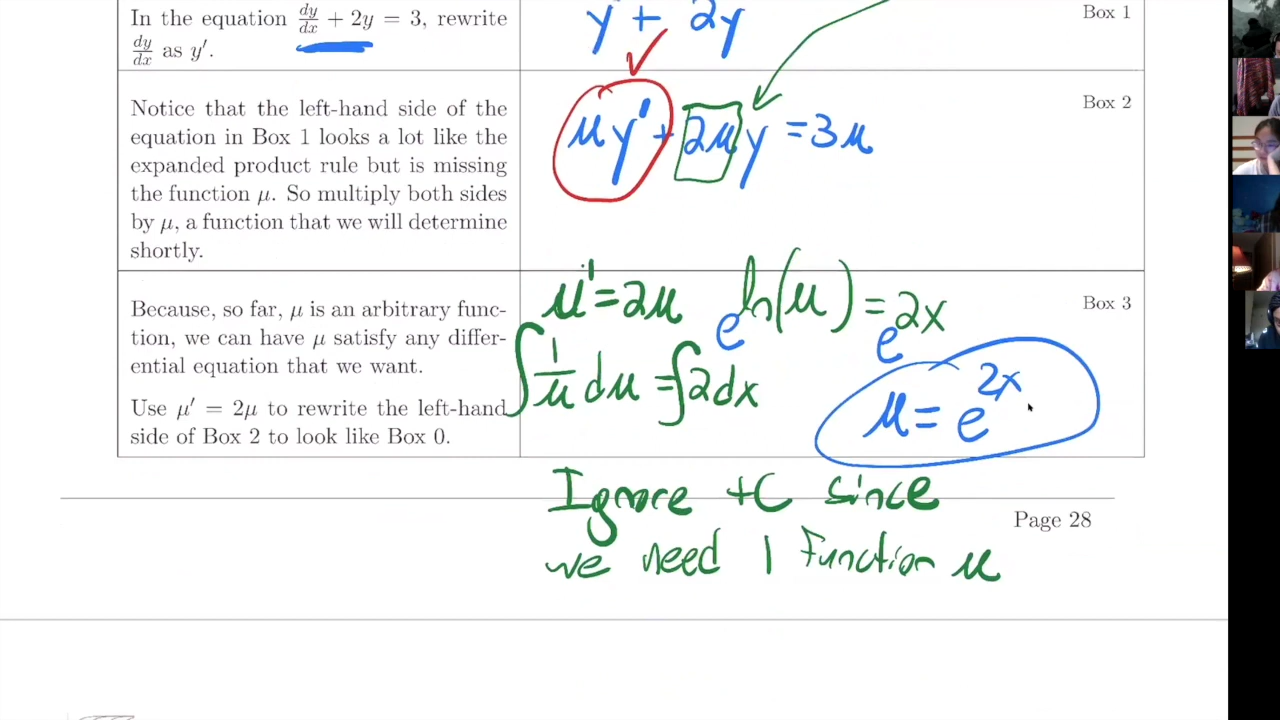 In the equation dy/dx + 2y = 3, rewrite
dy/dx as y′.
y + 2y
Box 1
Notice that the left-hand side of the
equation in Box 1 looks a lot like the
expanded product rule but is missing
the function μ. So multiply both sides
by μ, a function that we will determine
shortly.
μy' + 2μy = 3μ
Box 2
Because, so far, μ is an arbitrary func-
tion, we can have μ satisfy any differ-
ential equation that we want.
Use μ′ = 2μ to rewrite the left-hand
side of Box 2 to look like Box 0.
μ' = 2μ
∫ 1/μ dμ = ∫ 2dx
e^ln(μ) = e^2x
μ = e^2x
Box 3
Ignore +C since
we need 1 function μ
Page 28